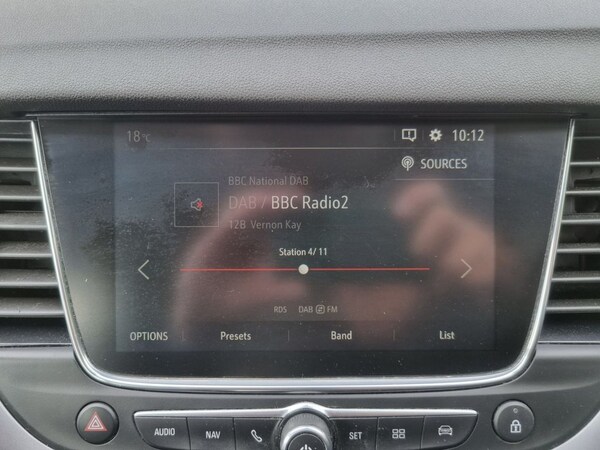 18°C 10:12
SOURCES
BBC National DAB
DAB / BBC Radio2
12B Vernon Kay
Station 4/ 11
RDS DAB FM
OPTIONS Presets Band List
AUDIO NAV SET